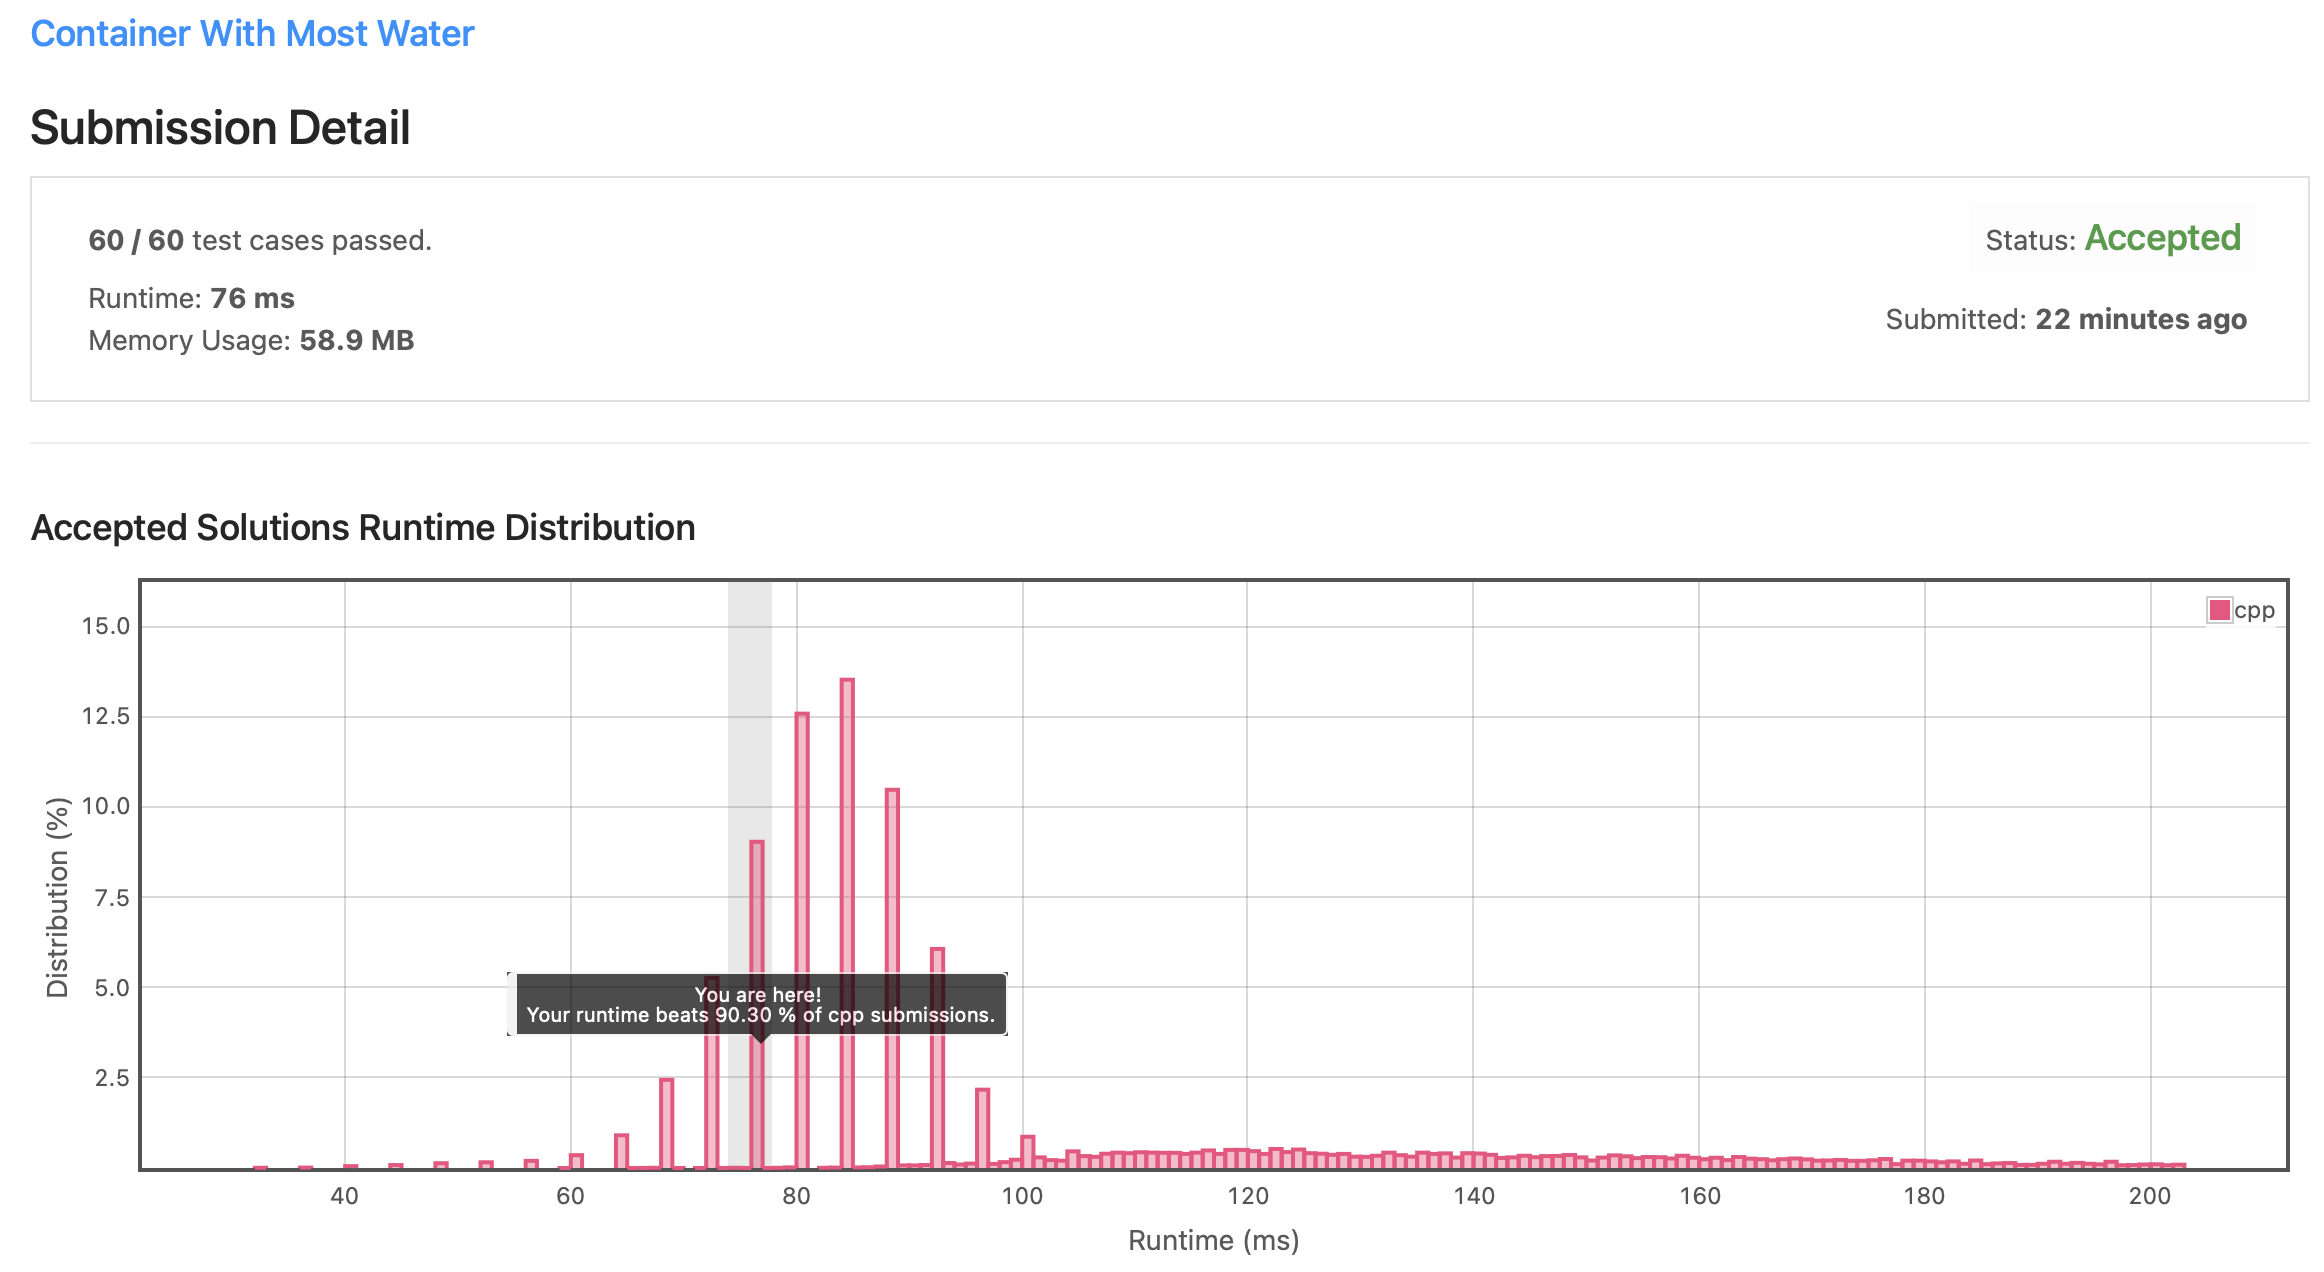 Container With Most Water
Submission Detail
60 / 60 test cases passed.
Status: Accepted
Runtime: 76 ms
Submitted: 22 minutes ago
Memory Usage: 58.9 MB
Accepted Solutions Runtime Distribution
cpp
15.0
12.5
10.0
7.5
5.0
2.5
Distribution (%)
You are here!
Your runtime beats 90.30 % of cpp submissions.
40 60 80 100 120 140 160 180 200
Runtime (ms)